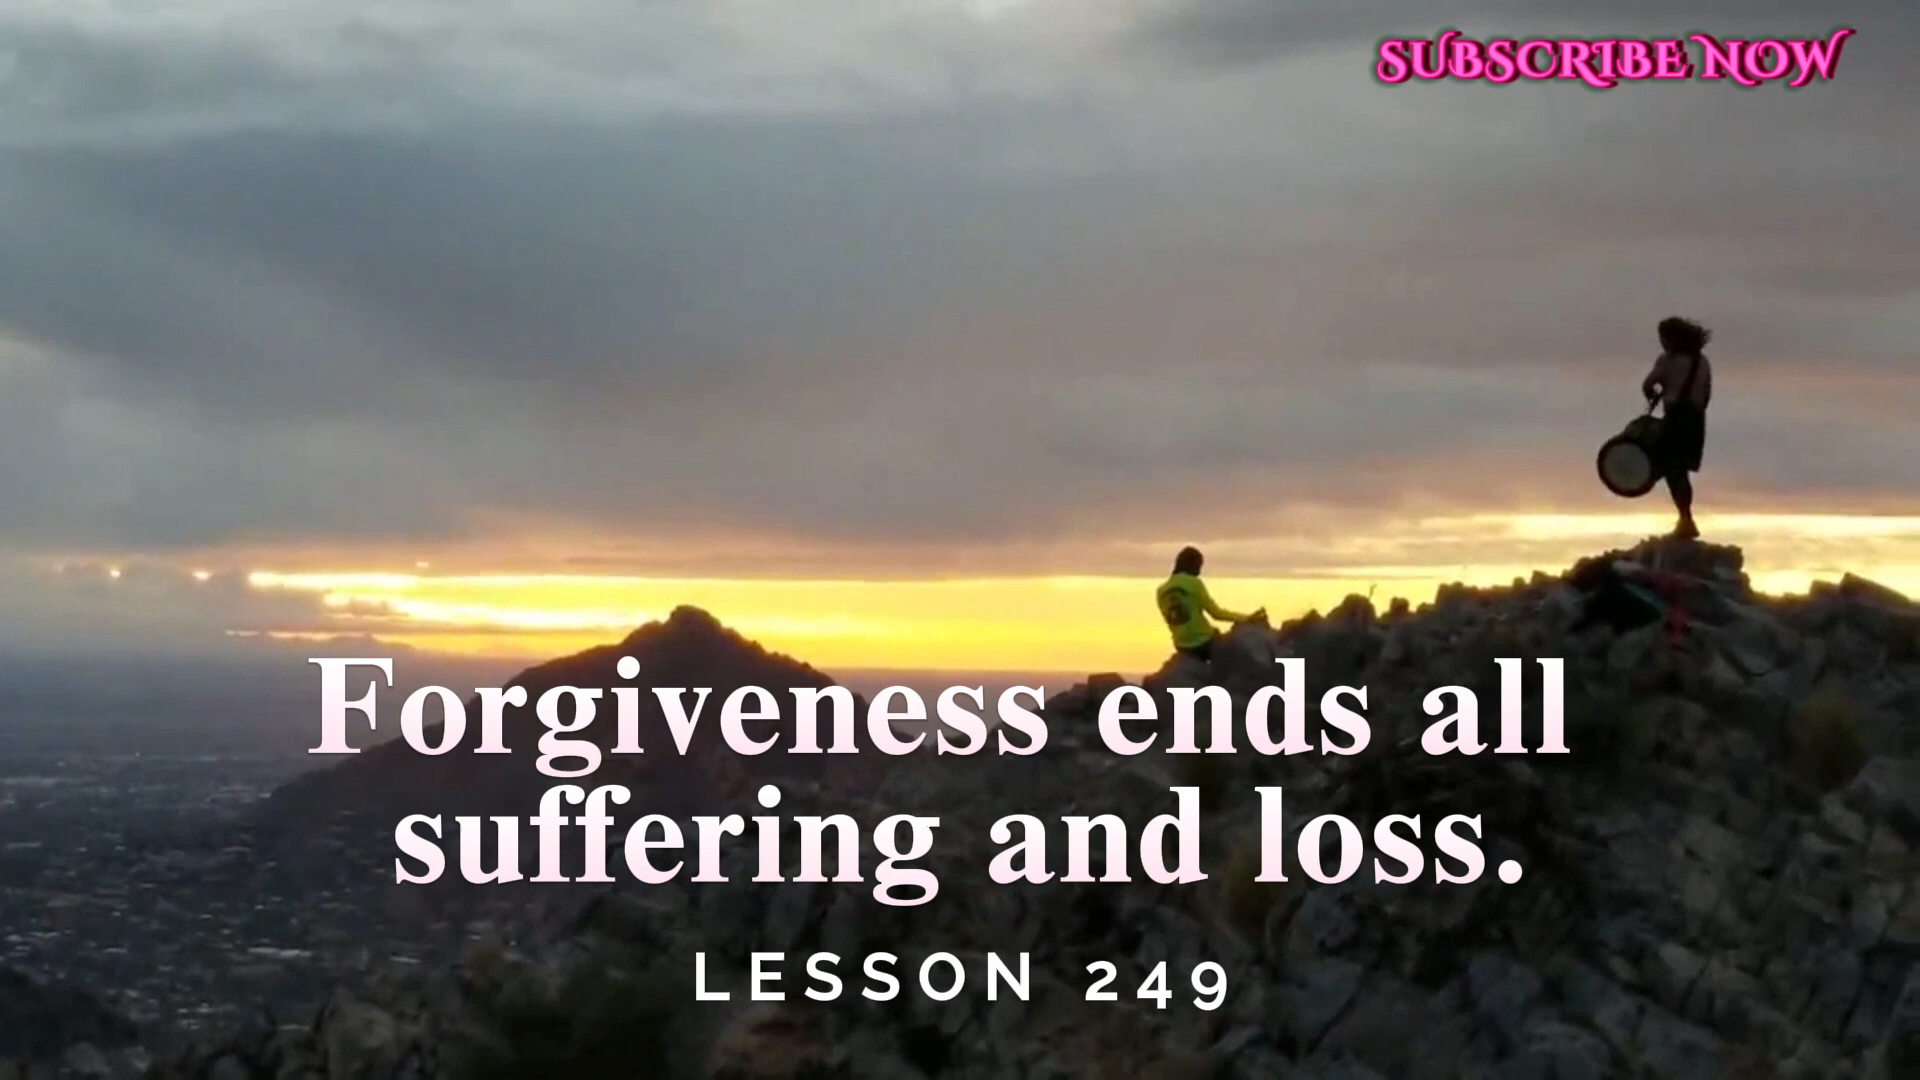 SUBSCRIBE NOW
Forgiveness ends all
suffering and loss.
LESSON 249